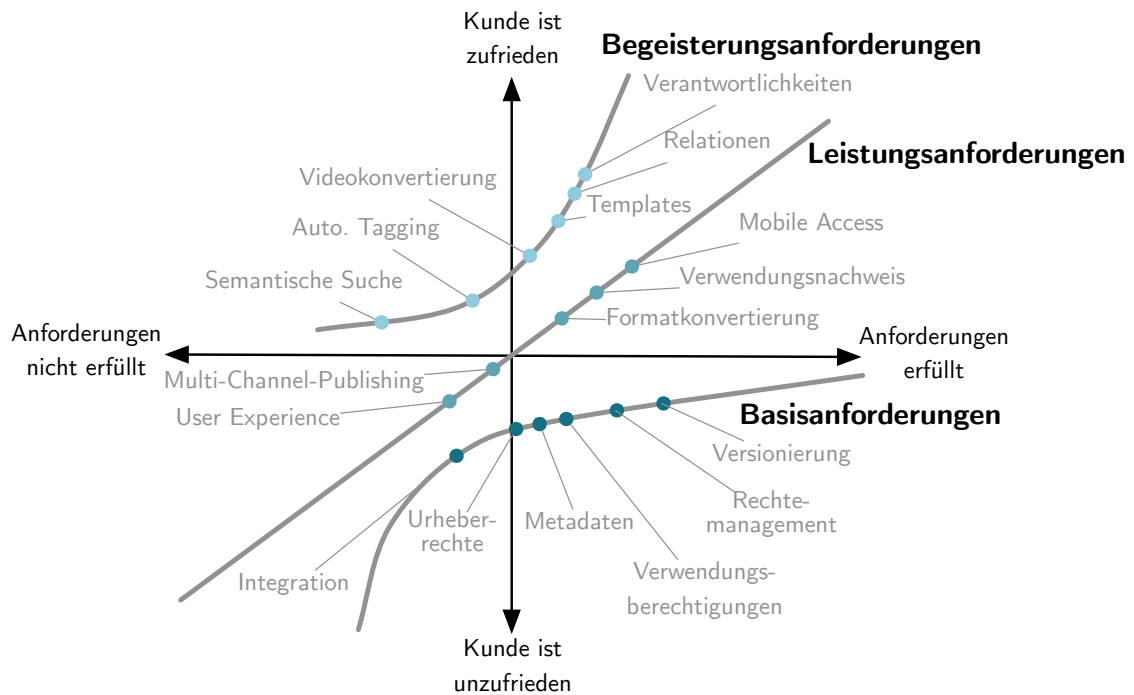 Kunde ist
zufrieden
Begeisterungsanforderungen
Verantwortlichkeiten
Relationen
Leistungsanforderungen
Videokonvertierung
Templates
Auto. Tagging
Mobile Access
Semantische Suche
Verwendungsnachweis
Formatkonvertierung
Anforderungen
nicht erfüllt
Anforderungen
erfüllt
Multi-Channel-Publishing
User Experience
Basisanforderungen
Versionierung
Rechte-
management
Urheber-
rechte
Metadaten
Integration
Verwendungs-
berechtigungen
Kunde ist
unzufrieden